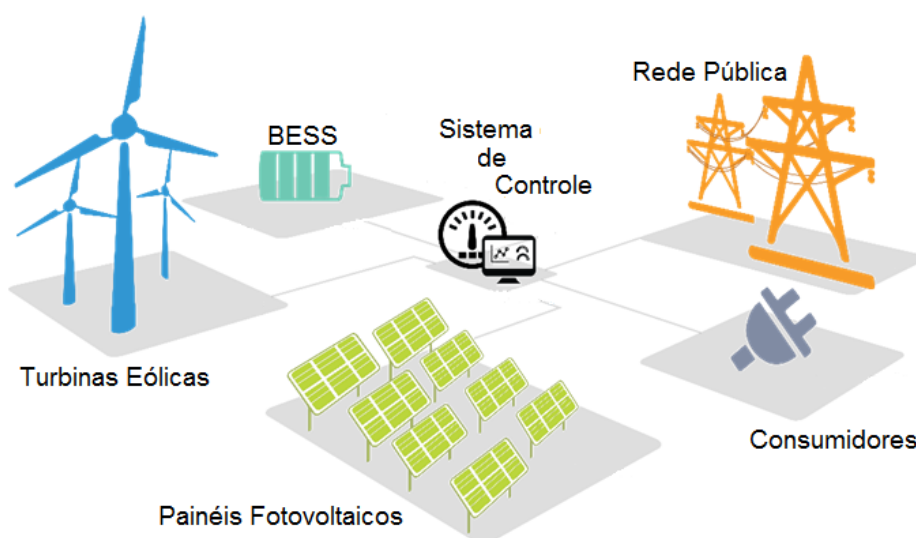 Rede Pública
BESS
Sistema
de
Controle
Turbinas Eólicas
Consumidores
Painéis Fotovoltaicos